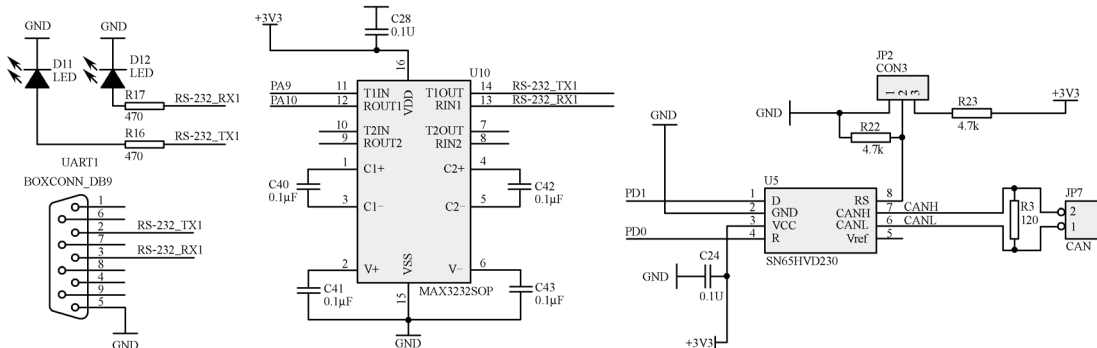 GND
GND
D11
LED
D12
LED
R17
470
RS-232_RX1
R16
470
RS-232_TX1
UART1
BOXCONN_DB9
1
6
2
RS-232_TX1
7
3
RS-232_RX1
8
4
9
5
GND
+3V3
C28
0.1U
16
U10
PA9
11
T1IN
VDD
T1OUT
14
RS-232_TX1
PA10
12
ROUT1
RIN1
13
RS-232_RX1
10
T2IN
T2OUT
7
9
ROUT2
RIN2
8
1
C1+
C2+
4
C40
0.1μF
C42
0.1μF
3
C1−
C2−
5
2
V+
VSS
V−
6
C41
0.1μF
C43
0.1μF
15
MAX3232SOP
GND
JP2
CON3
1
2
3
GND
R23
4.7k
+3V3
R22
4.7k
GND
U5
PD1
1
D
RS
8
2
GND
CANH
7
CANH
3
VCC
CANL
6
CANL
PD0
4
R
Vref
5
SN65HVD230
R3
120
JP7
2
1
CAN
GND
C24
0.1U
+3V3